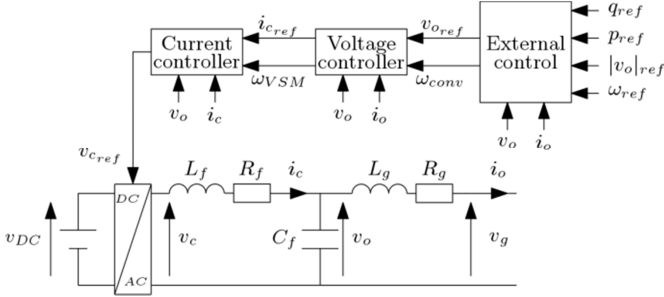 q_ref
i_c_ref
v_o_ref
p_ref
Current
controller
Voltage
controller
External
control
|v_o|_ref
ω_VSM
ω_conv
ω_ref
v_o
i_c
v_o
i_o
v_o
i_o
v_c_ref
L_f
R_f
i_c
L_g
R_g
i_o
DC
v_DC
v_c
C_f
v_o
v_g
AC